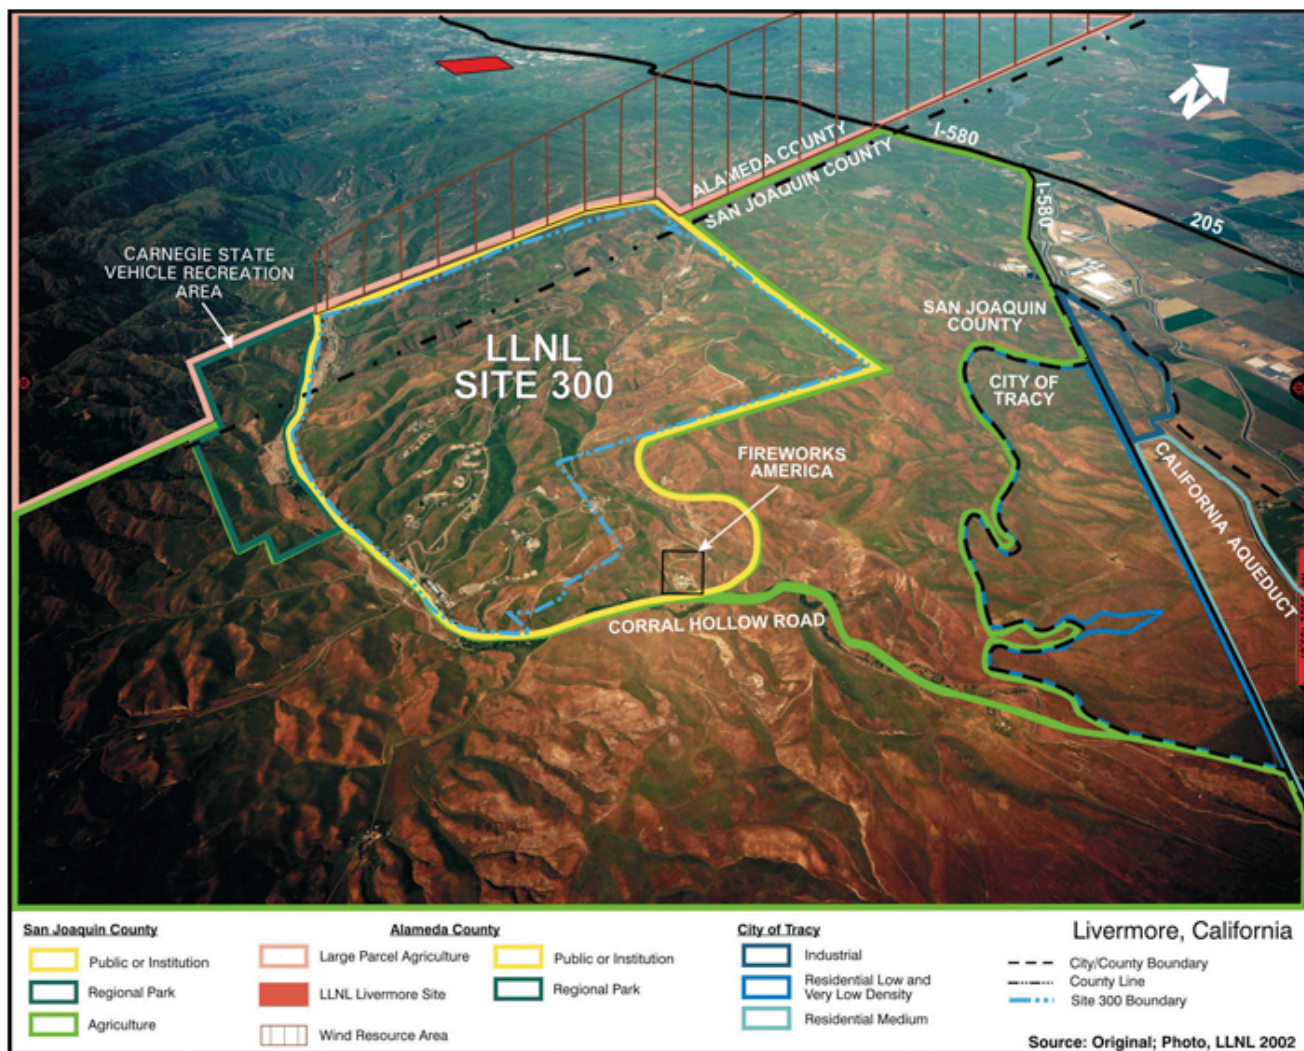 N
I-580
ALAMEDA COUNTY
SAN JOAQUIN COUNTY
I-580
205
CARNEGIE STATE
VEHICLE RECREATION
AREA
LLNL
SITE 300
SAN JOAQUIN
COUNTY
CITY OF
TRACY
FIREWORKS
AMERICA
CALIFORNIA AQUEDUCT
CORRAL HOLLOW ROAD
San Joaquin County
Public or Institution
Regional Park
Agriculture
Alameda County
Large Parcel Agriculture
LLNL Livermore Site
Wind Resource Area
Public or Institution
Regional Park
City of Tracy
Industrial
Residential Low and
Very Low Density
Residential Medium
Livermore, California
City/County Boundary
County Line
Site 300 Boundary
Source: Original; Photo, LLNL 2002